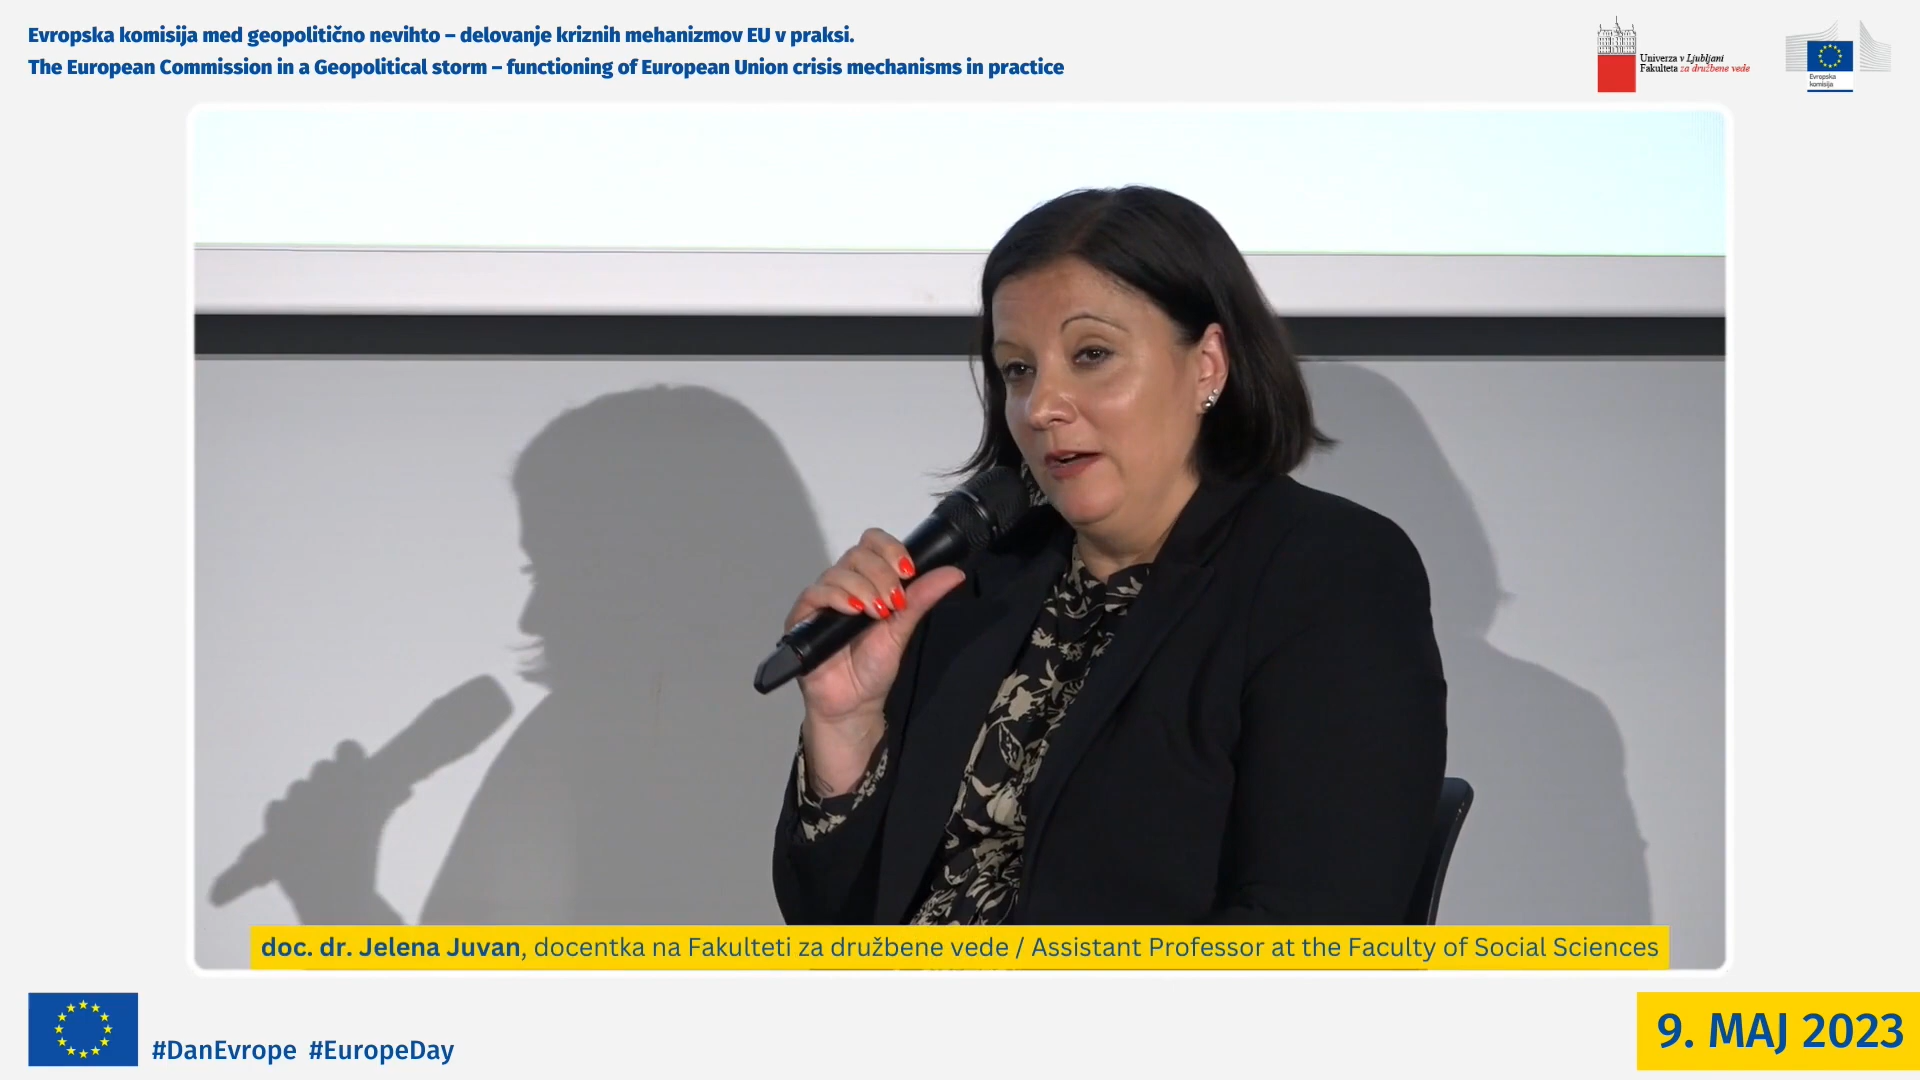 Evropska komisija med geopolitično nevihto – delovanje kriznih mehanizmov EU v praksi.
The European Commission in a Geopolitical storm – functioning of European Union crisis mechanisms in practice
Univerza v Ljubljani
Fakulteta za družbene vede
Evropska
komisija
doc. dr. Jelena Juvan, docentka na Fakulteti za družbene vede / Assistant Professor at the Faculty of Social Sciences
#DanEvrope #EuropeDay
9. MAJ 2023